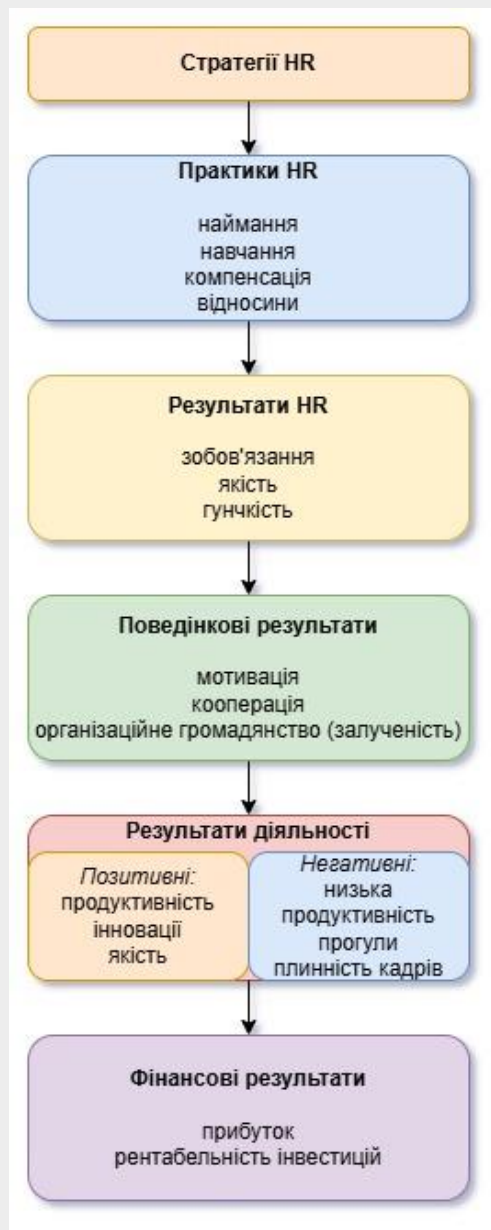 Стратегії HR
Практики HR
наймання
навчання
компенсація
відносини
Результати HR
зобов'язання
якість
гунчкість
Поведінкові результати
мотивація
кооперація
організаційне громадянство (залученість)
Результати діяльності
Позитивні:
продуктивність
інновації
якість
Негативні:
низька
продуктивність
прогули
плинність кадрів
Фінансові результати
прибуток
рентабельність інвестицій